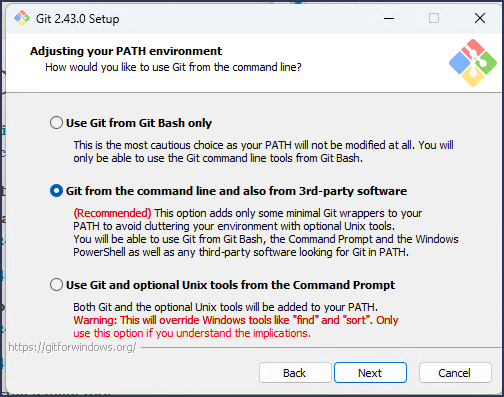 Git 2.43.0 Setup
Adjusting your PATH environment
How would you like to use Git from the command line?
Use Git from Git Bash only
This is the most cautious choice as your PATH will not be modified at all. You will
only be able to use the Git command line tools from Git Bash.
Git from the command line and also from 3rd-party software
(Recommended) This option adds only some minimal Git wrappers to your
PATH to avoid cluttering your environment with optional Unix tools.
You will be able to use Git from Git Bash, the Command Prompt and the Windows
PowerShell as well as any third-party software looking for Git in PATH.
Use Git and optional Unix tools from the Command Prompt
Both Git and the optional Unix tools will be added to your PATH.
Warning: This will override Windows tools like "find" and "sort". Only
use this option if you understand the implications.
https://gitforwindows.org/
Back
Next
Cancel